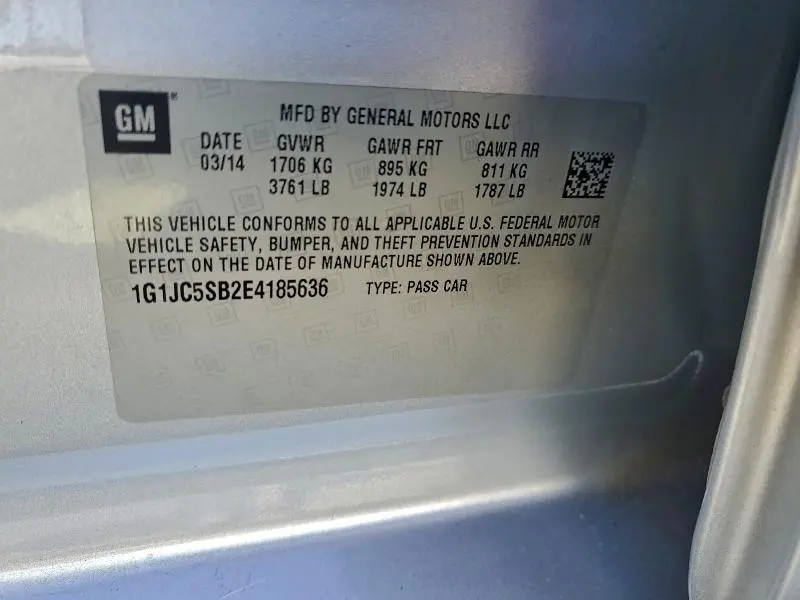 GM®
MFD BY GENERAL MOTORS LLC
DATE GVWR GAWR FRT GAWR RR
03/14 1706 KG 895 KG 811 KG
3761 LB 1974 LB 1787 LB
THIS VEHICLE CONFORMS TO ALL APPLICABLE U.S. FEDERAL MOTOR
VEHICLE SAFETY, BUMPER, AND THEFT PREVENTION STANDARDS IN
EFFECT ON THE DATE OF MANUFACTURE SHOWN ABOVE.
1G1JC5SB2E4185636 TYPE: PASS CAR